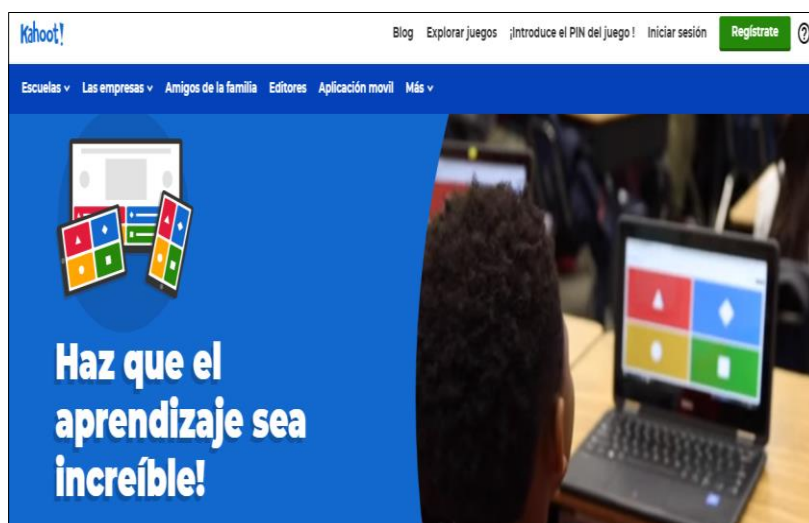 Kahoot!
Blog Explorar juegos ¡Introduce el PIN del juego ! Iniciar sesión Regístrate ?
Escuelas Las empresas Amigos de la familia Editores Aplicación movil Más
Haz que el
aprendizaje sea
increíble!